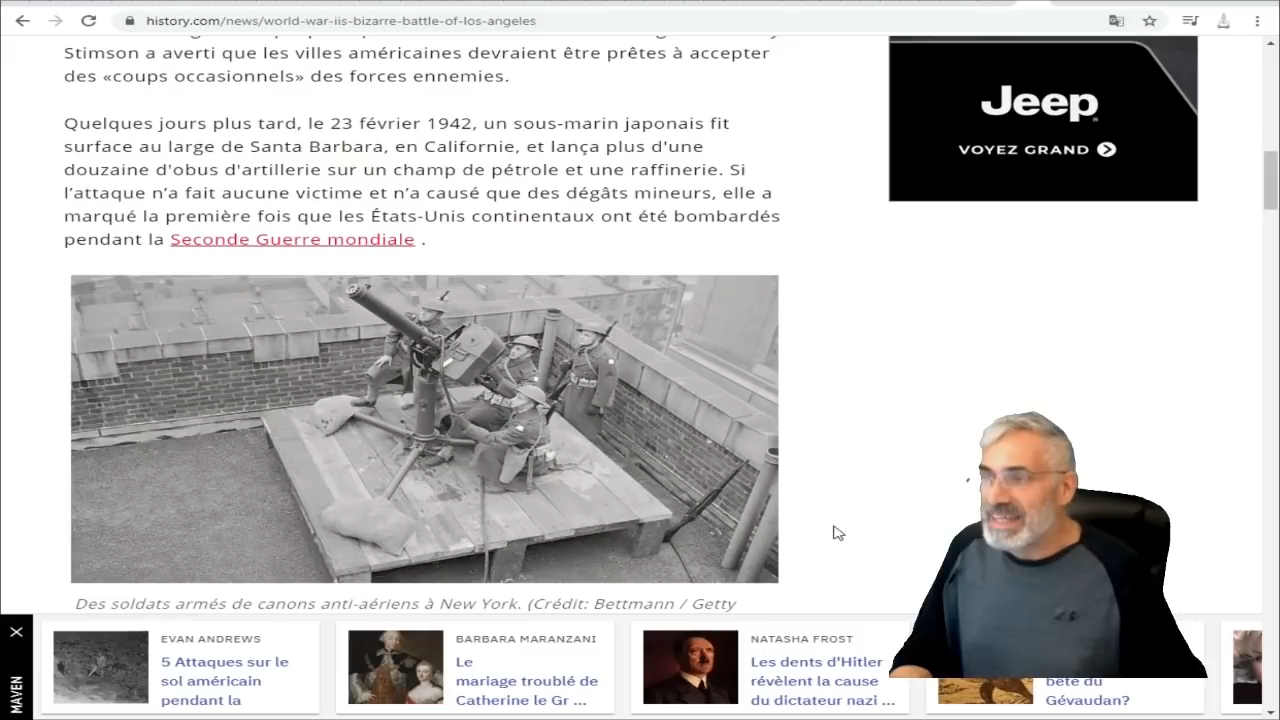 history.com/news/world-war-iis-bizarre-battle-of-los-angeles
Stimson a averti que les villes américaines devraient être prêtes à accepter
des «coups occasionnels» des forces ennemies.
Quelques jours plus tard, le 23 février 1942, un sous-marin japonais fit
surface au large de Santa Barbara, en Californie, et lança plus d'une
douzaine d'obus d'artillerie sur un champ de pétrole et une raffinerie. Si
l’attaque n’a fait aucune victime et n’a causé que des dégâts mineurs, elle a
marqué la première fois que les États-Unis continentaux ont été bombardés
pendant la Seconde Guerre mondiale .
Jeep
VOYEZ GRAND
Des soldats armés de canons anti-aériens à New York. (Crédit: Bettmann / Getty
MAVEN
EVAN ANDREWS
5 Attaques sur le
sol américain
pendant la
BARBARA MARANZANI
Le
mariage troublé de
Catherine le Gr ...
NATASHA FROST
Les dents d'Hitler
révèlent la cause
du dictateur nazi ...
bête du
Gévaudan?